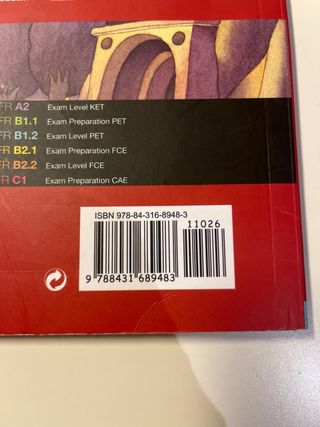 FR A2 Exam Level KET
FR B1.1 Exam Preparation PET
FR B1.2 Exam Level PET
FR B2.1 Exam Preparation FCE
FR B2.2 Exam Level FCE
FR C1 Exam Preparation CAE
ISBN 978-84-316-8948-3
11026
9 788431 689483